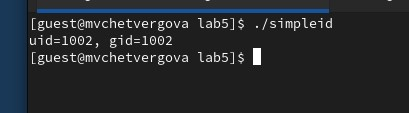 [guest@mvchetvergova lab5]$ ./simpleid
uid=1002, gid=1002
[guest@mvchetvergova lab5]$